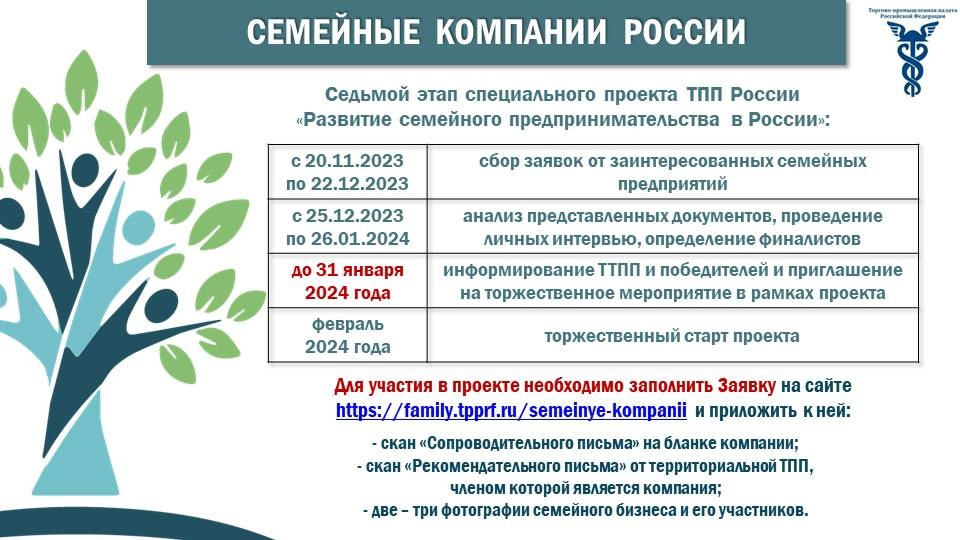 СЕМЕЙНЫЕ КОМПАНИИ РОССИИ
Торгово-промышленная палата
Российской Федерации
Седьмой этап специального проекта ТПП России
«Развитие семейного предпринимательства в России»:
с 20.11.2023
по 22.12.2023
сбор заявок от заинтересованных семейных
предприятий
с 25.12.2023
по 26.01.2024
анализ представленных документов, проведение
личных интервью, определение финалистов
до 31 января
2024 года
информирование ТТПП и победителей и приглашение
на торжественное мероприятие в рамках проекта
февраль
2024 года
торжественный старт проекта
Для участия в проекте необходимо заполнить Заявку на сайте
https://family.tpprf.ru/semeinye-kompanii и приложить к ней:
- скан «Сопроводительного письма» на бланке компании;
- скан «Рекомендательного письма» от территориальной ТПП,
членом которой является компания;
- две – три фотографии семейного бизнеса и его участников.